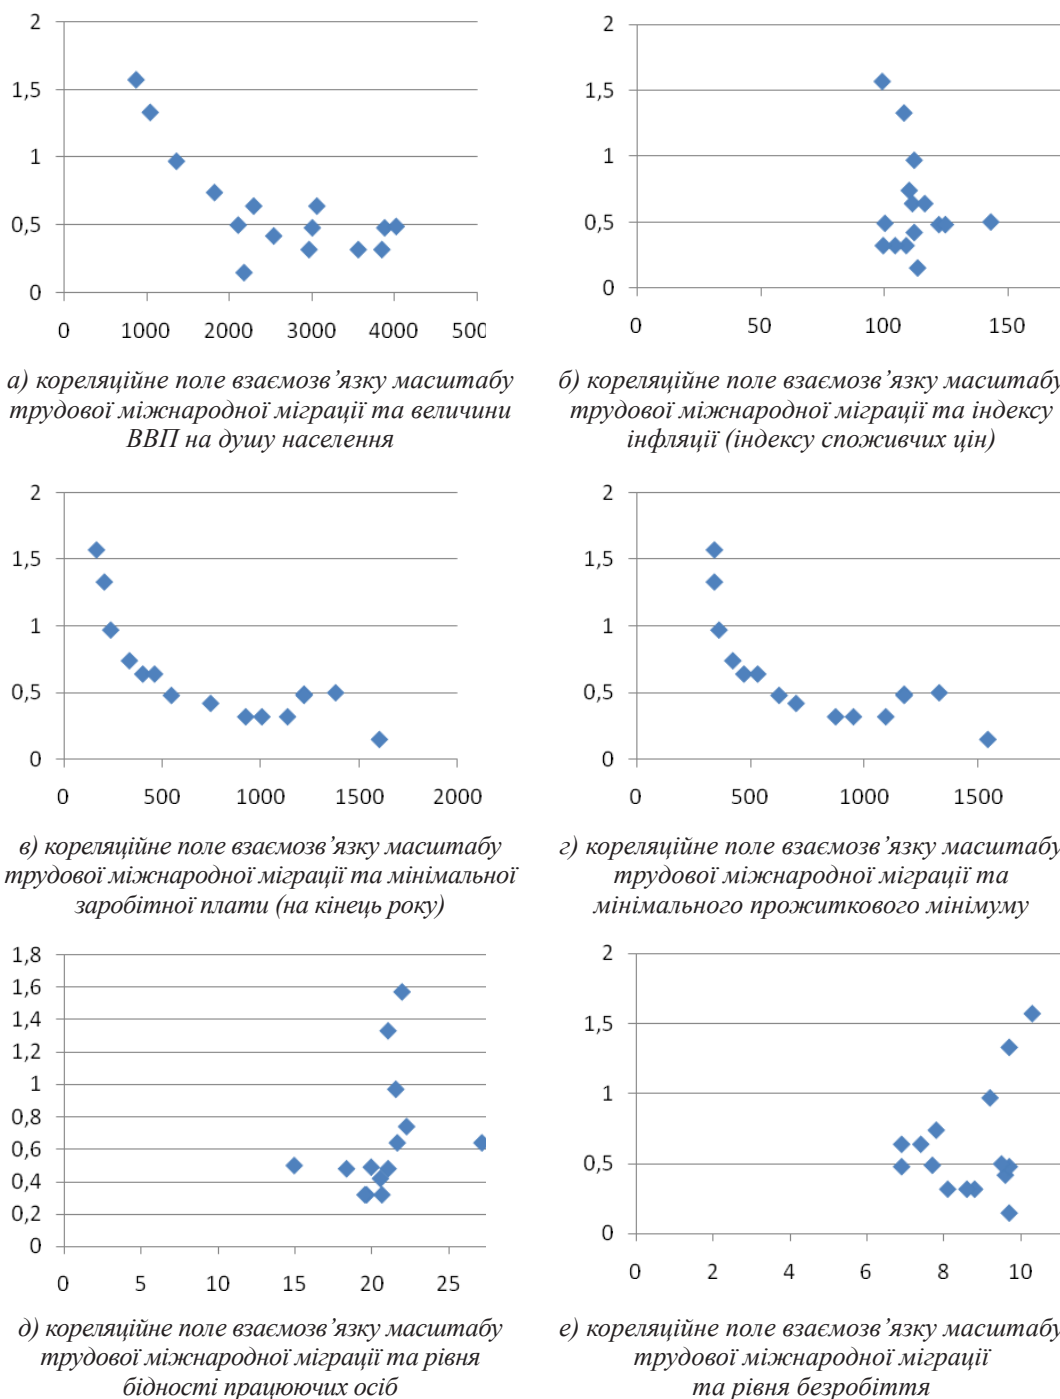 2
1,5
1
0,5
0
0 1000 2000 3000 4000 500
а) кореляційне поле взаємозв’язку масштабу
трудової міжнародної міграції та величини
ВВП на душу населення
2
1,5
1
0,5
0
0 50 100 150
б) кореляційне поле взаємозв’язку масштабу
трудової міжнародної міграції та індексу
інфляції (індексу споживчих цін)
2
1,5
1
0,5
0
0 500 1000 1500 2000
в) кореляційне поле взаємозв’язку масштабу
трудової міжнародної міграції та мінімальної
заробітної плати (на кінець року)
2
1,5
1
0,5
0
0 500 1000 1500
г) кореляційне поле взаємозв’язку масштабу
трудової міжнародної міграції та
мінімального прожиткового мінімуму
1,8
1,6
1,4
1,2
1
0,8
0,6
0,4
0,2
0
0 5 10 15 20 25
д) кореляційне поле взаємозв’язку масштабу
трудової міжнародної міграції та рівня
бідності працюючих осіб
2
1,5
1
0,5
0
0 2 4 6 8 10
е) кореляційне поле взаємозв’язку масштабу
трудової міжнародної міграції
та рівня безробіття